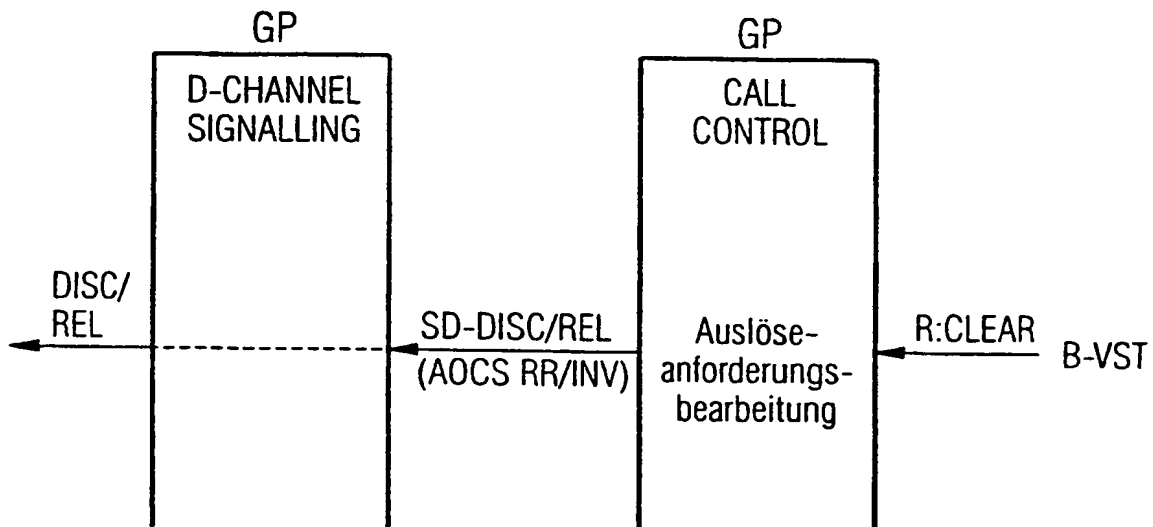 GP
D-CHANNEL
SIGNALLING
GP
CALL
CONTROL
DISC/
REL
SD-DISC/REL
(AOCS RR/INV)
Auslöse-
anforderungs-
bearbeitung
R:CLEAR
B-VST